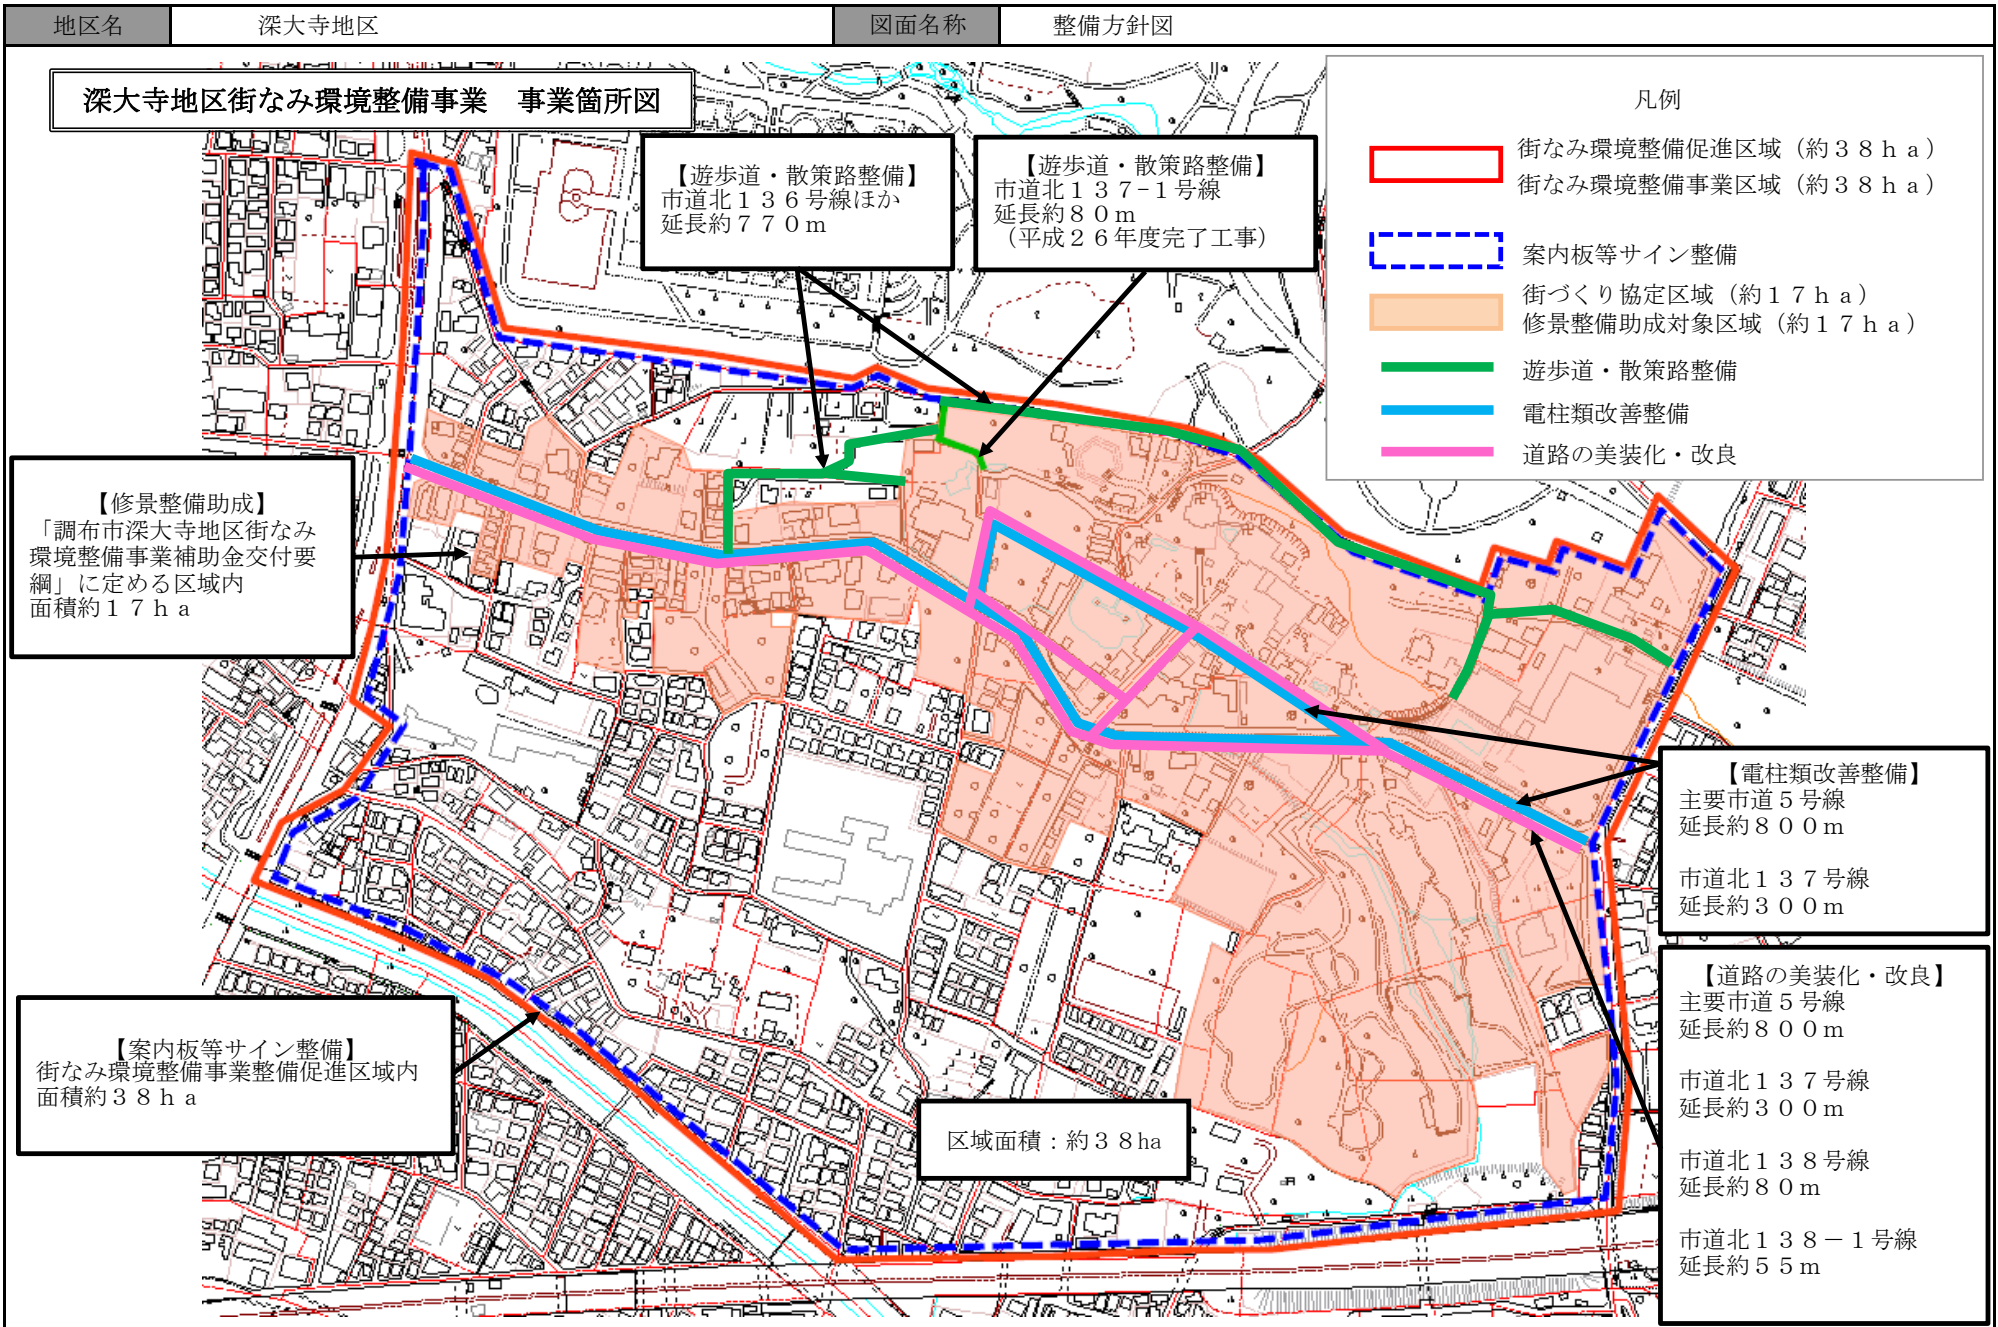 地区名
深大寺地区
図面名称
整備方針図
深大寺地区街なみ環境整備事業　事業箇所図
【遊歩道・散策路整備】
市道北１３６号線ほか
延長約７７０ｍ
【遊歩道・散策路整備】
市道北１３７−１号線
延長約８０ｍ
（平成２６年度完了工事）
凡例
街なみ環境整備促進区域（約３８ｈａ）
街なみ環境整備事業区域（約３８ｈａ）
案内板等サイン整備
街づくり協定区域（約１７ｈａ）
修景整備助成対象区域（約１７ｈａ）
遊歩道・散策路整備
電柱類改善整備
道路の美装化・改良
【修景整備助成】
「調布市深大寺地区街なみ
環境整備事業補助金交付要
綱」に定める区域内
面積約１７ｈａ
【電柱類改善整備】
主要市道５号線
延長約８００ｍ
市道北１３７号線
延長約３００ｍ
【道路の美装化・改良】
主要市道５号線
延長約８００ｍ
市道北１３７号線
延長約３００ｍ
市道北１３８号線
延長約８０ｍ
市道北１３８－１号線
延長約５５ｍ
【案内板等サイン整備】
街なみ環境整備事業整備促進区域内
面積約３８ｈａ
区域面積：約３８ha